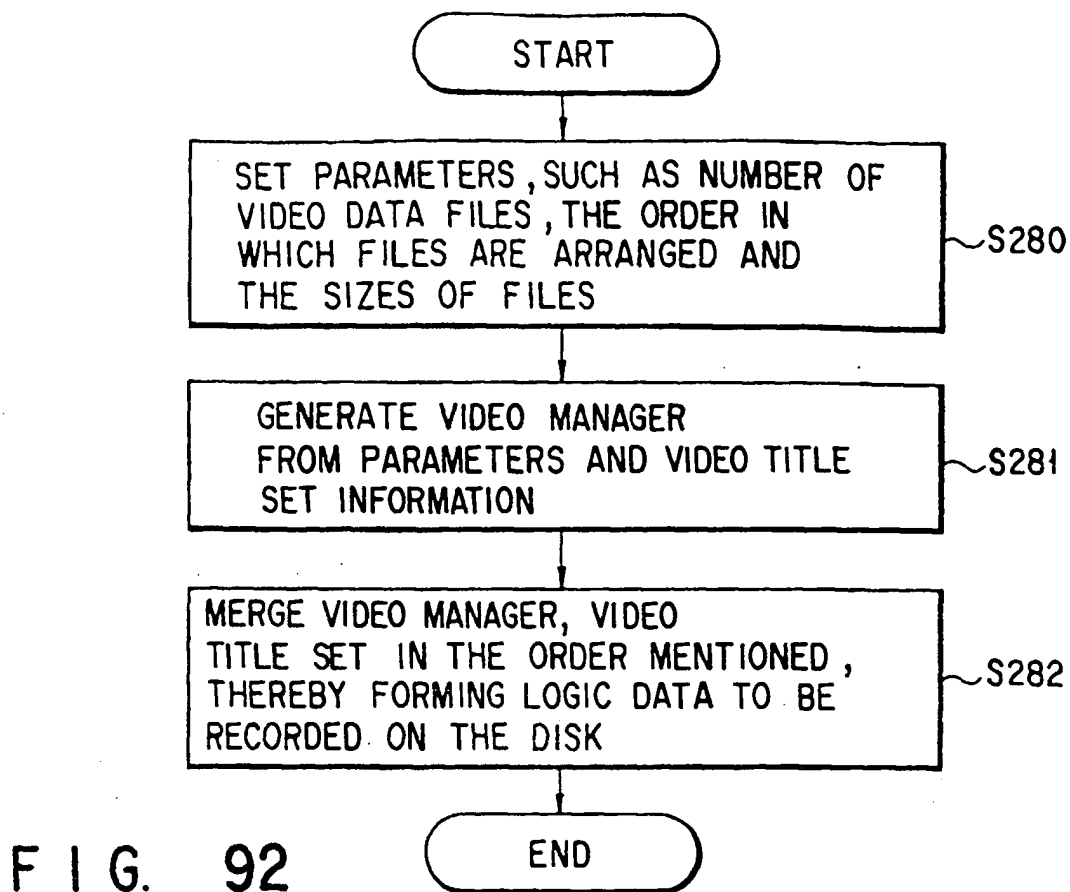 START
SET PARAMETERS, SUCH AS NUMBER OF
VIDEO DATA FILES, THE ORDER IN
WHICH FILES ARE ARRANGED AND
THE SIZES OF FILES
S280
GENERATE VIDEO MANAGER
FROM PARAMETERS AND VIDEO TITLE
SET INFORMATION
S281
MERGE VIDEO MANAGER, VIDEO
TITLE SET IN THE ORDER MENTIONED,
THEREBY FORMING LOGIC DATA TO BE
RECORDED ON THE DISK
S282
END
FIG. 92